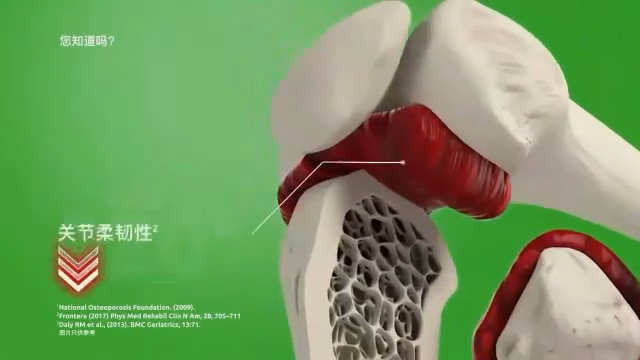 您知道吗?
关节柔韧性²
¹National Osteoporosis Foundation. (2009).
²Frontera (2017) Phys Med Rehabil Clin N Am, 28, 705–711
³Daly RM et al., (2013). BMC Geriatrics, 13:71.
图片只供参考